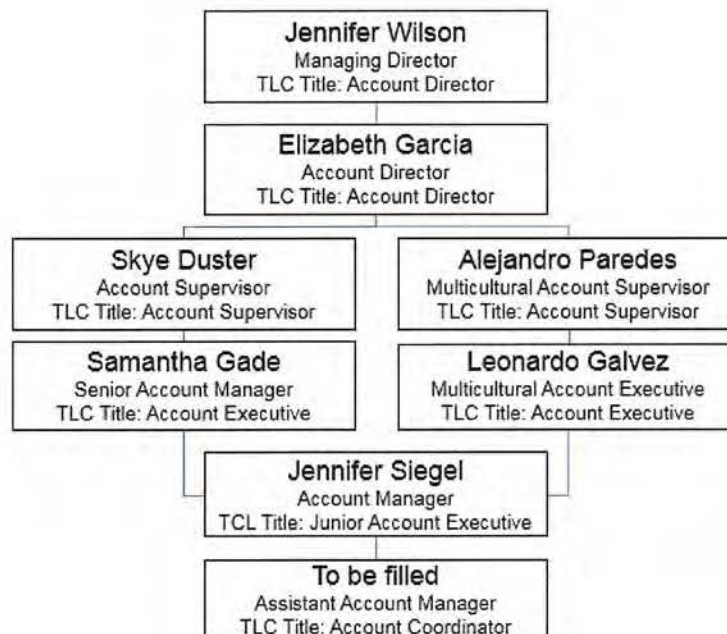 Jennifer Wilson
Managing Director
TLC Title: Account Director
Elizabeth Garcia
Account Director
TLC Title: Account Director
Skye Duster
Account Supervisor
TLC Title: Account Supervisor
Alejandro Paredes
Multicultural Account Supervisor
TLC Title: Account Supervisor
Samantha Gade
Senior Account Manager
TLC Title: Account Executive
Leonardo Galvez
Multicultural Account Executive
TLC Title: Account Executive
Jennifer Siegel
Account Manager
TCL Title: Junior Account Executive
To be filled
Assistant Account Manager
TLC Title: Account Coordinator